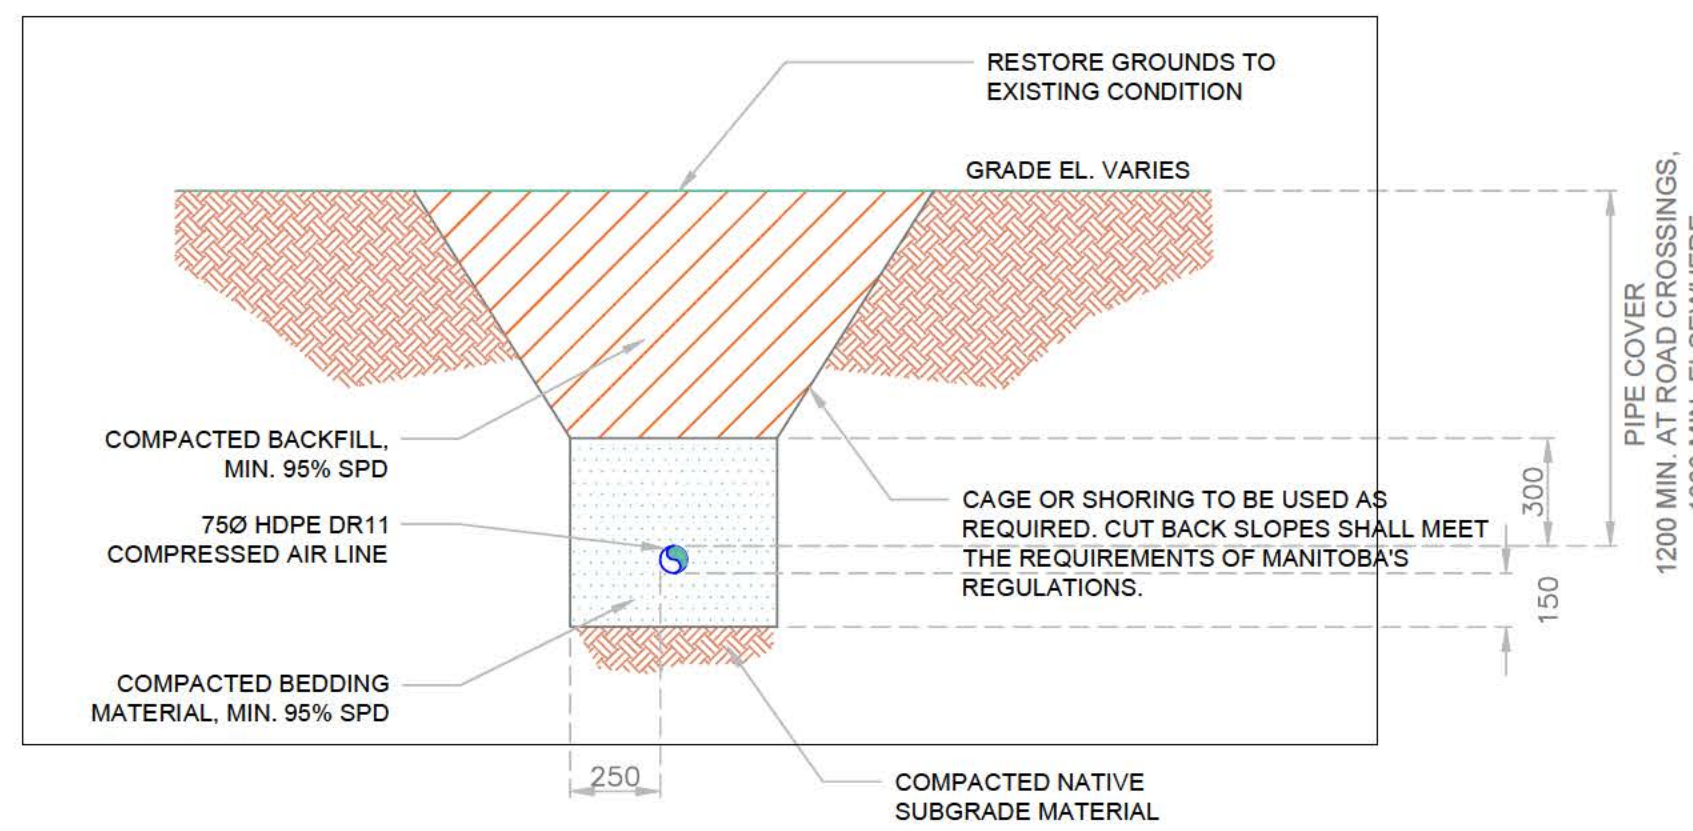 RESTORE GROUNDS TO
EXISTING CONDITION
GRADE EL. VARIES
COMPACTED BACKFILL,
MIN. 95% SPD
75Ø HDPE DR11
COMPRESSED AIR LINE
CAGE OR SHORING TO BE USED AS
REQUIRED. CUT BACK SLOPES SHALL MEET
THE REQUIREMENTS OF MANITOBA'S
REGULATIONS.
COMPACTED BEDDING
MATERIAL, MIN. 95% SPD
COMPACTED NATIVE
SUBGRADE MATERIAL
250
300
150
PIPE COVER
1200 MIN. AT ROAD CROSSINGS,